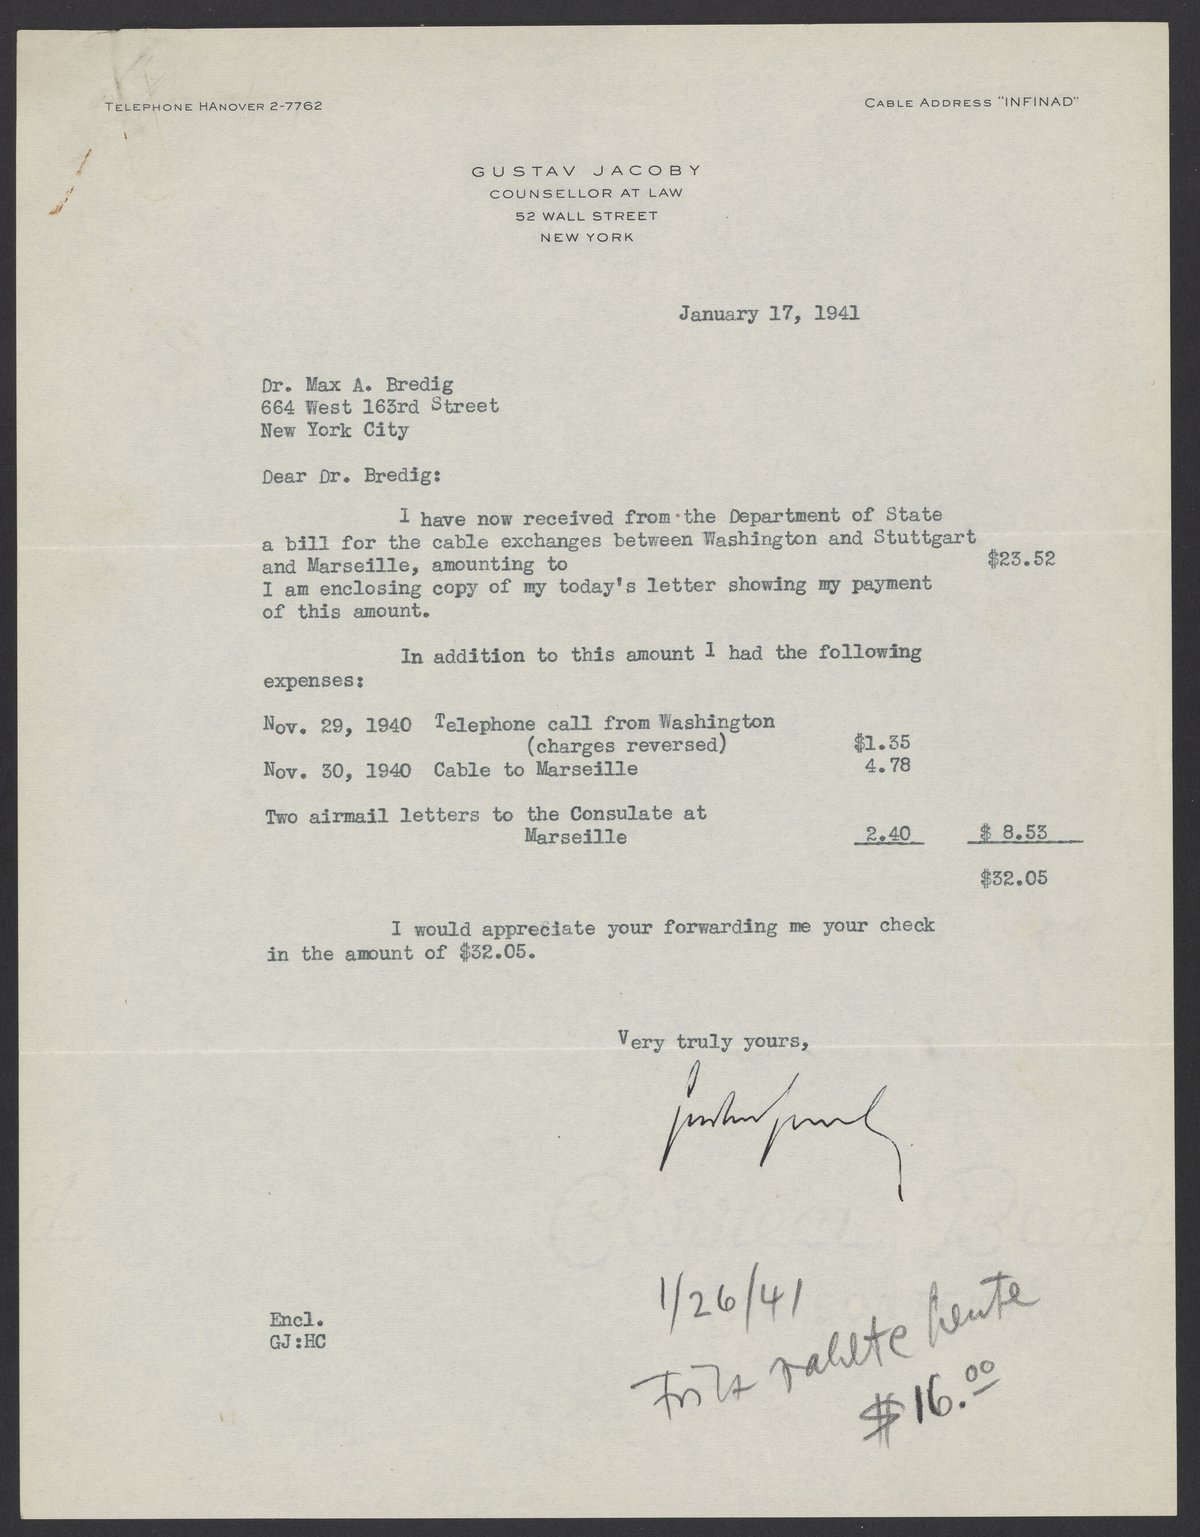 TELEPHONE HANOVER 2-7762
CABLE ADDRESS "INFINAD"
GUSTAV JACOBY
COUNSELLOR AT LAW
52 WALL STREET
NEW YORK
January 17, 1941
Dr. Max A. Bredig
664 West 163rd Street
New York City
Dear Dr. Bredig:
I have now received from the Department of State
a bill for the cable exchanges between Washington and Stuttgart
and Marseille, amounting to $23.52
I am enclosing copy of my today's letter showing my payment
of this amount.
In addition to this amount I had the following
expenses:
Nov. 29, 1940 Telephone call from Washington
(charges reversed) $1.35
Nov. 30, 1940 Cable to Marseille 4.78
Two airmail letters to the Consulate at
Marseille 2.40 $ 8.53
$32.05
I would appreciate your forwarding me your check
in the amount of $32.05.
Very truly yours,
Gustav Jacoby
Encl.
GJ:HC
1/26/41
Fritz zahlte heute
$16.00